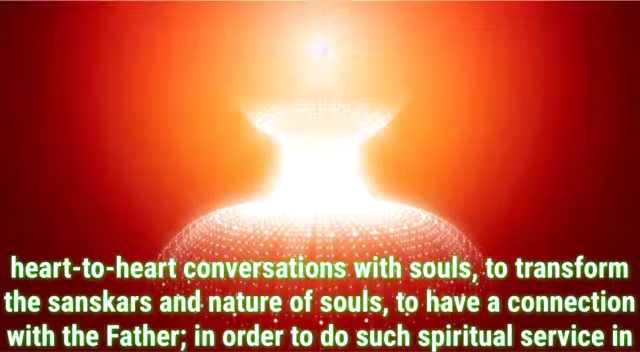 heart-to-heart conversations with souls, to transform
the sanskars and nature of souls, to have a connection
with the Father; in order to do such spiritual service in